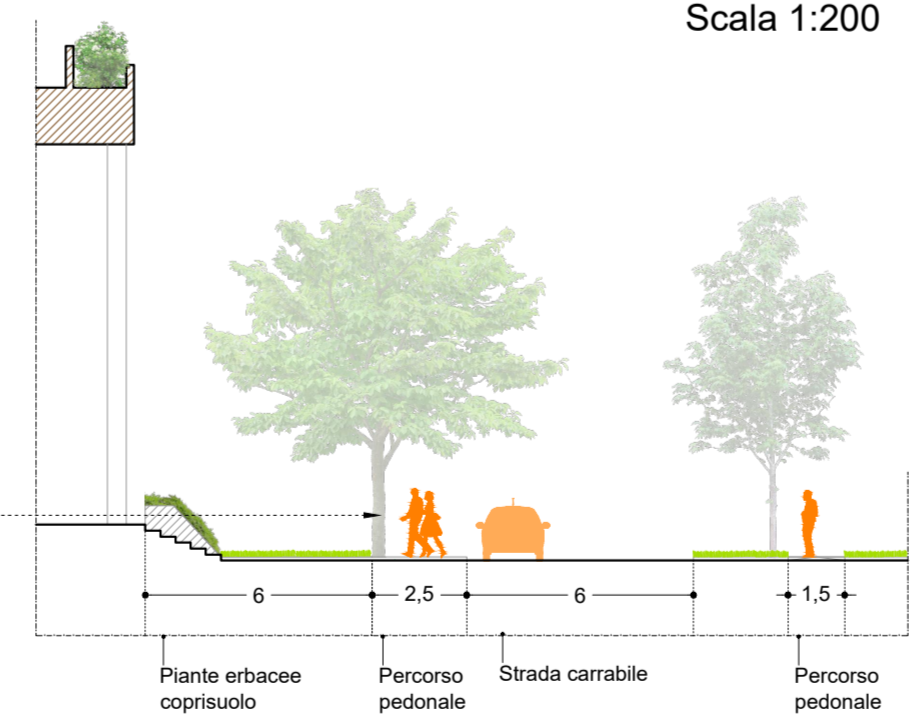 Scala 1:200
6
2,5
6
1,5
Piante erbacee
coprisuolo
Percorso
pedonale
Strada carrabile
Percorso
pedonale